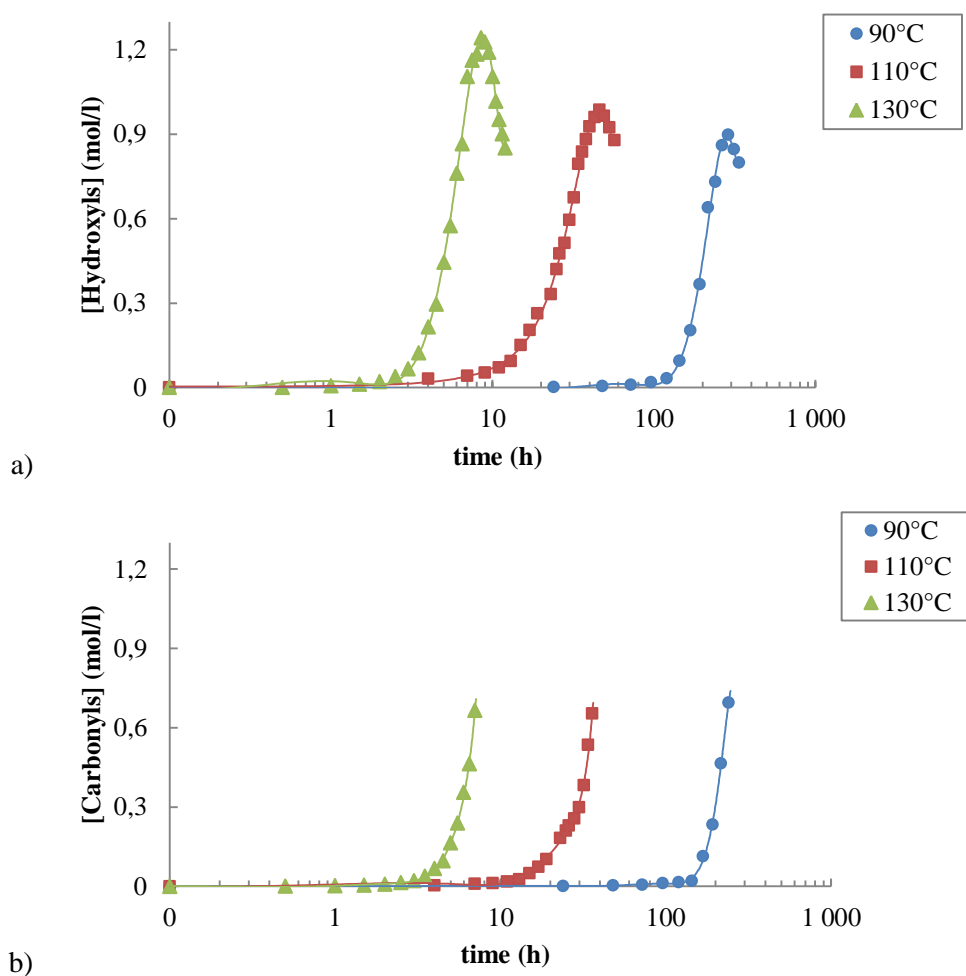 1,2
0,9
0,6
0,3
0
[Hydroxyls] (mol/l)
90°C
110°C
130°C
0 1 10 100 1 000
time (h)
a)
1,2
0,9
0,6
0,3
0
[Carbonyls] (mol/l)
90°C
110°C
130°C
0 1 10 100 1 000
time (h)
b)